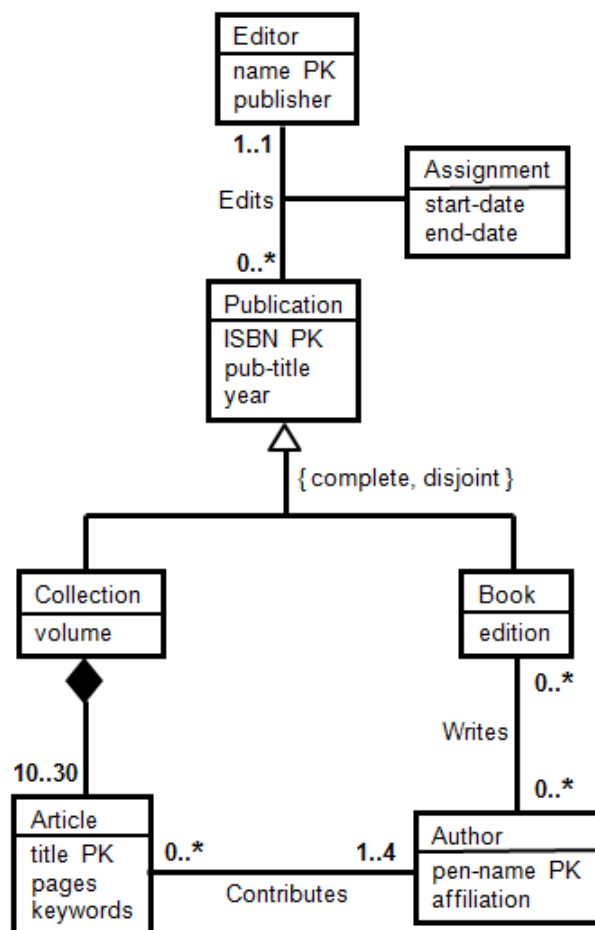 Editor
name PK
publisher
1..1
Assignment
Edits
start-date
end-date
0..*
Publication
ISBN PK
pub-title
year
{ complete, disjoint }
Collection
volume
Book
edition
0..*
Writes
10..30
0..*
Article
title PK
pages
keywords
0..*
1..4
Contributes
Author
pen-name PK
affiliation